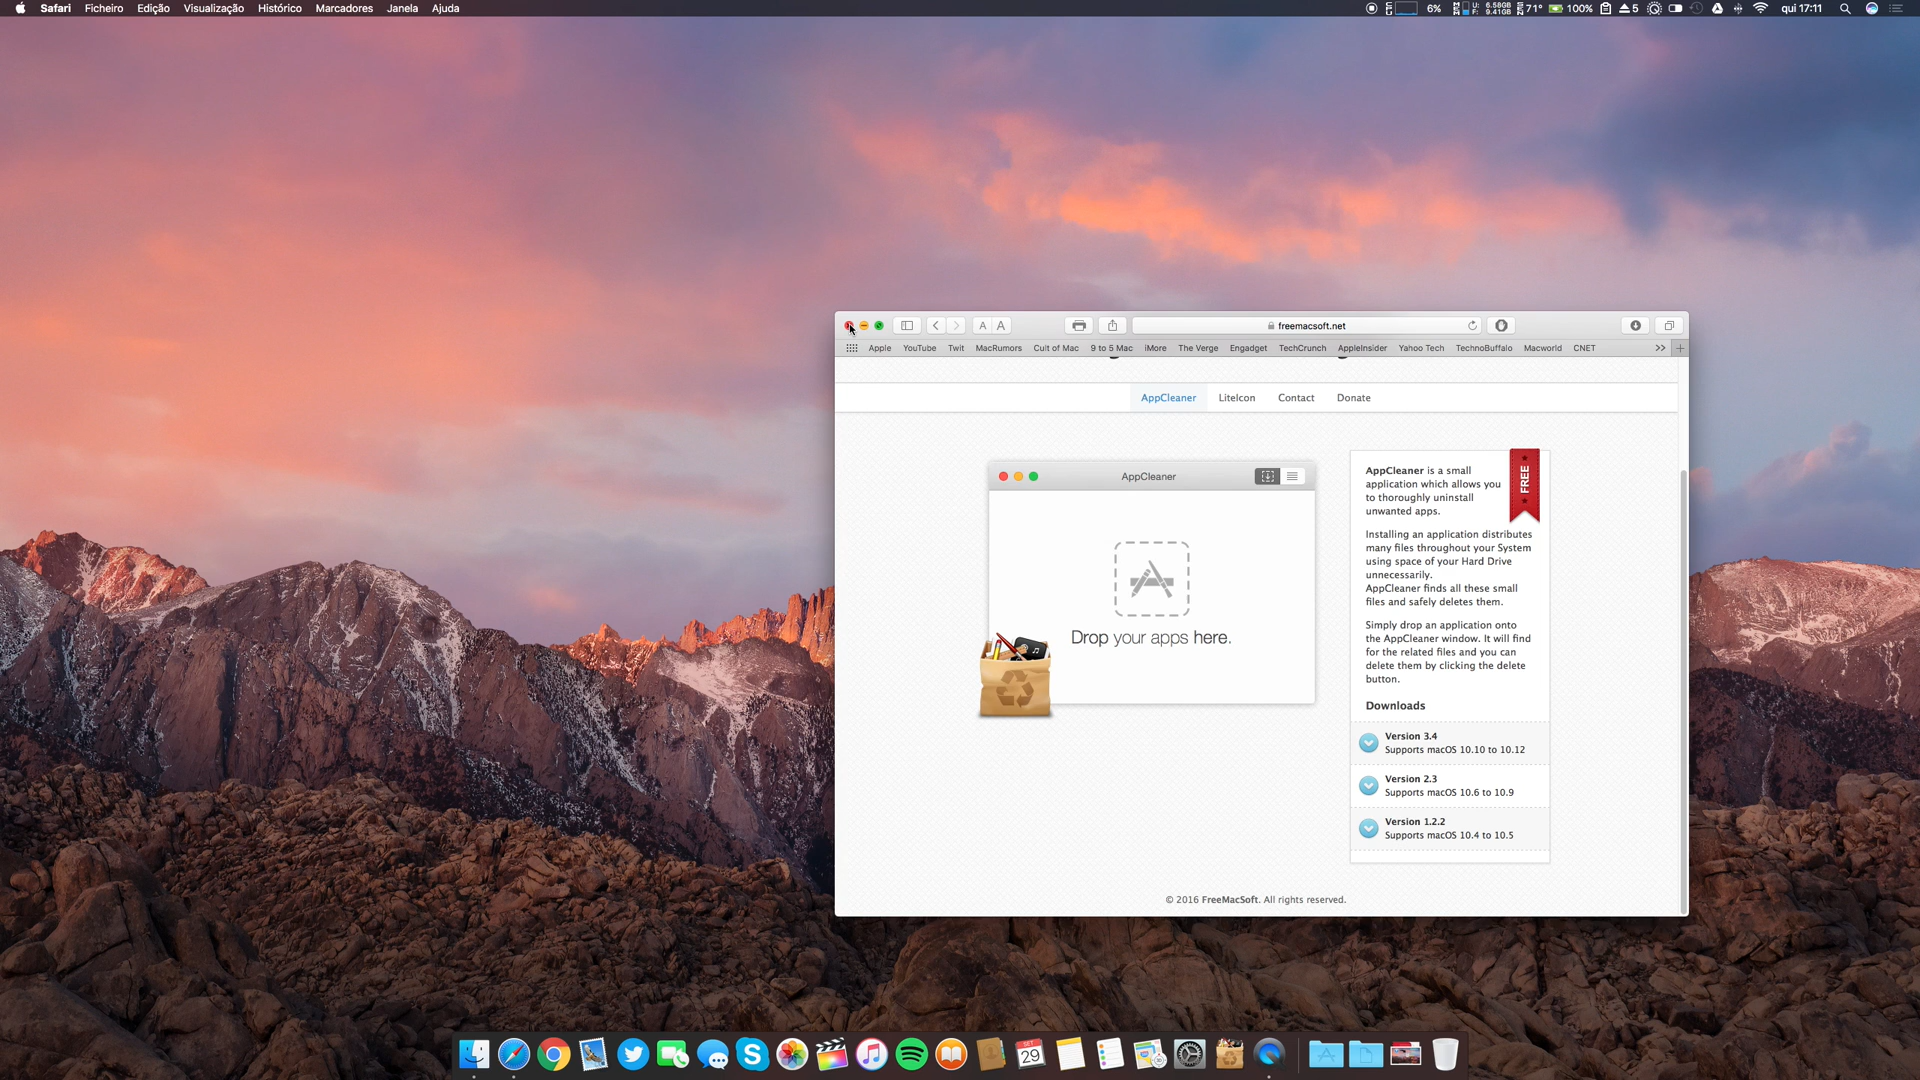 Safari Ficheiro Edição Visualização Histórico Marcadores Janela Ajuda
6% U: 6.58GB F: 9.41GB 71° 100% 5 qui 17:11
A A freemacsoft.net
Apple YouTube Twit MacRumors Cult of Mac 9 to 5 Mac iMore The Verge Engadget TechCrunch AppleInsider Yahoo Tech TechnoBuffalo Macworld CNET >> +
AppCleaner LiteIcon Contact Donate
AppCleaner
Drop your apps here.
FREE
AppCleaner is a small
application which allows you
to thoroughly uninstall
unwanted apps.
Installing an application distributes
many files throughout your System
using space of your Hard Drive
unnecessarily.
AppCleaner finds all these small
files and safely deletes them.
Simply drop an application onto
the AppCleaner window. It will find
for the related files and you can
delete them by clicking the delete
button.
Downloads
Version 3.4
Supports macOS 10.10 to 10.12
Version 2.3
Supports macOS 10.6 to 10.9
Version 1.2.2
Supports macOS 10.4 to 10.5
© 2016 FreeMacSoft. All rights reserved.
SET
29